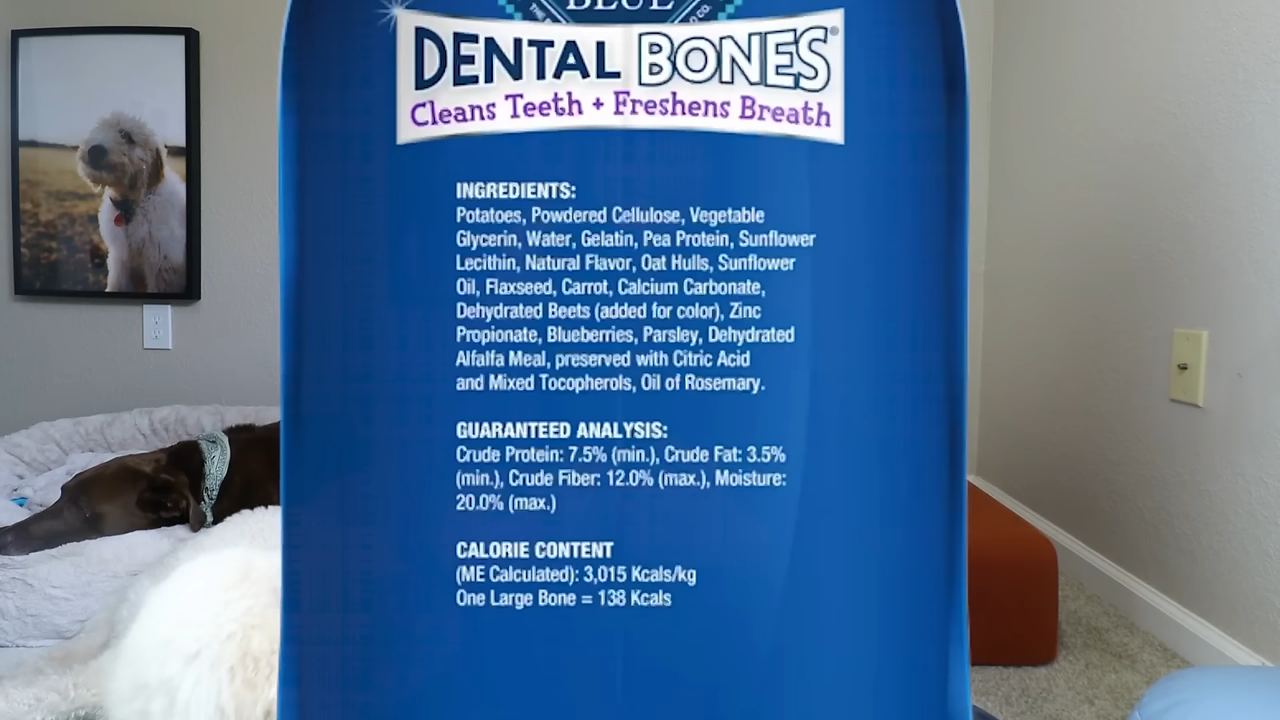 BLUE
DENTAL BONES®
Cleans Teeth + Freshens Breath
INGREDIENTS:
Potatoes, Powdered Cellulose, Vegetable
Glycerin, Water, Gelatin, Pea Protein, Sunflower
Lecithin, Natural Flavor, Oat Hulls, Sunflower
Oil, Flaxseed, Carrot, Calcium Carbonate,
Dehydrated Beets (added for color), Zinc
Propionate, Blueberries, Parsley, Dehydrated
Alfalfa Meal, preserved with Citric Acid
and Mixed Tocopherols, Oil of Rosemary.
GUARANTEED ANALYSIS:
Crude Protein: 7.5% (min.), Crude Fat: 3.5%
(min.), Crude Fiber: 12.0% (max.), Moisture:
20.0% (max.)
CALORIE CONTENT
(ME Calculated): 3,015 Kcals/kg
One Large Bone = 138 Kcals